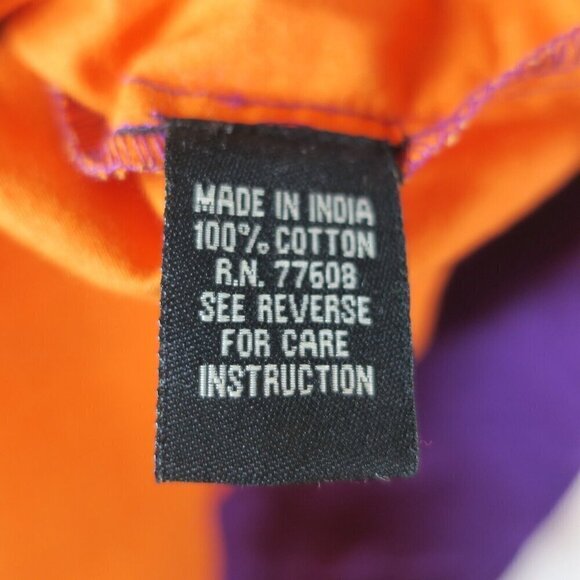 MADE IN INDIA
100% COTTON
R.N. 77608
SEE REVERSE
FOR CARE
INSTRUCTION